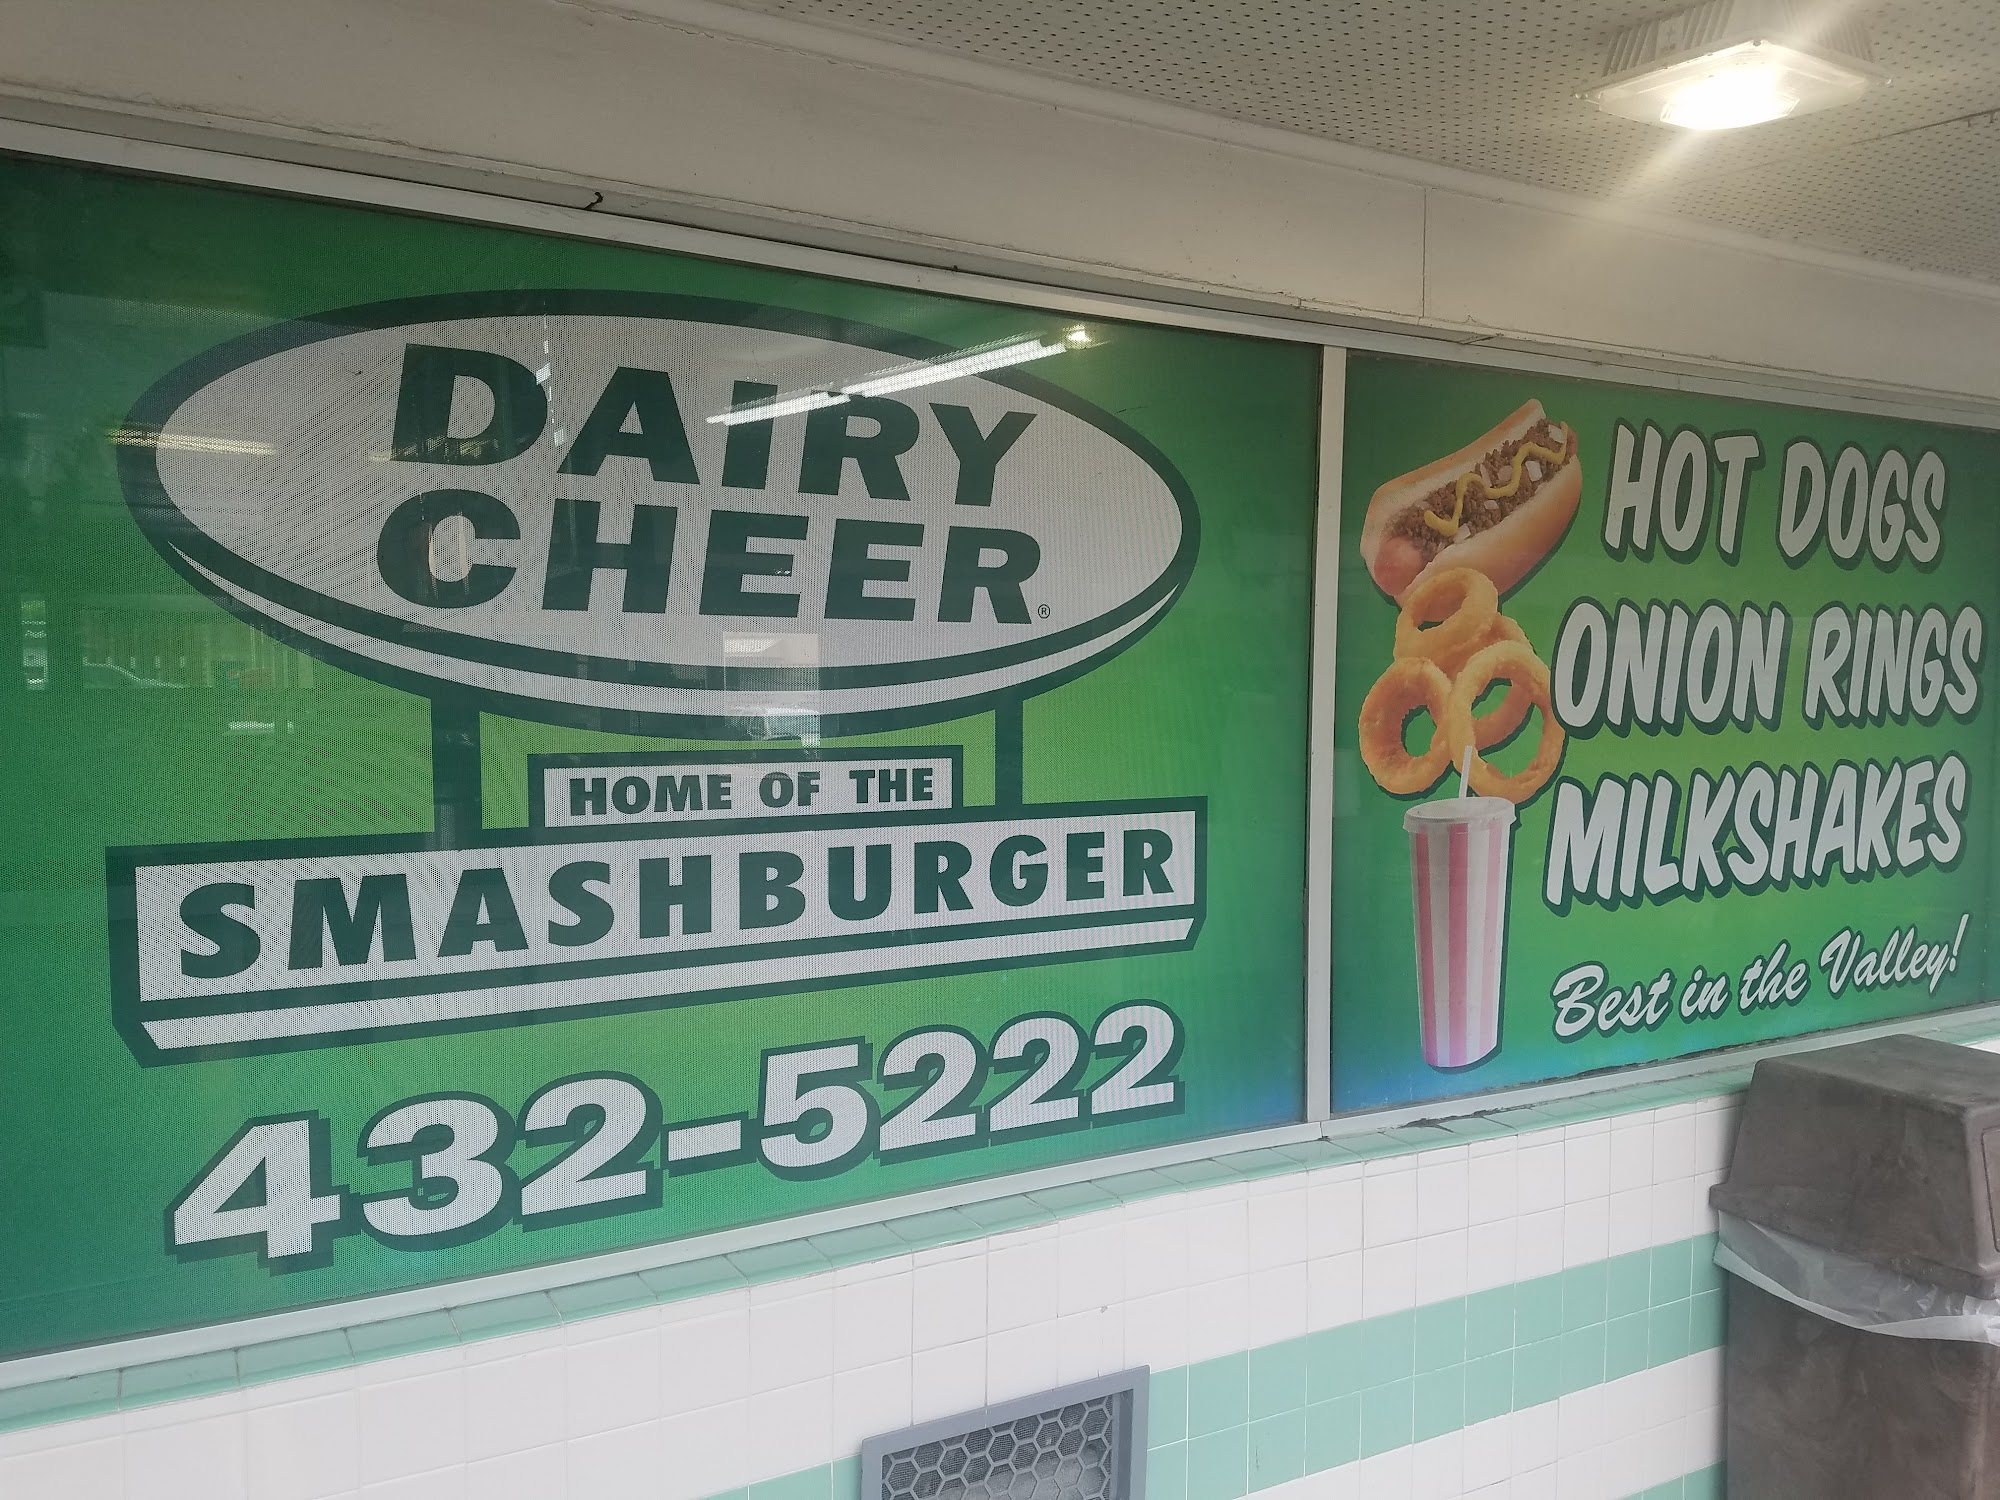 DAIRY
CHEER®
HOME OF THE
SMASHBURGER
432-5222
HOT DOGS
ONION RINGS
MILKSHAKES
Best in the Valley!